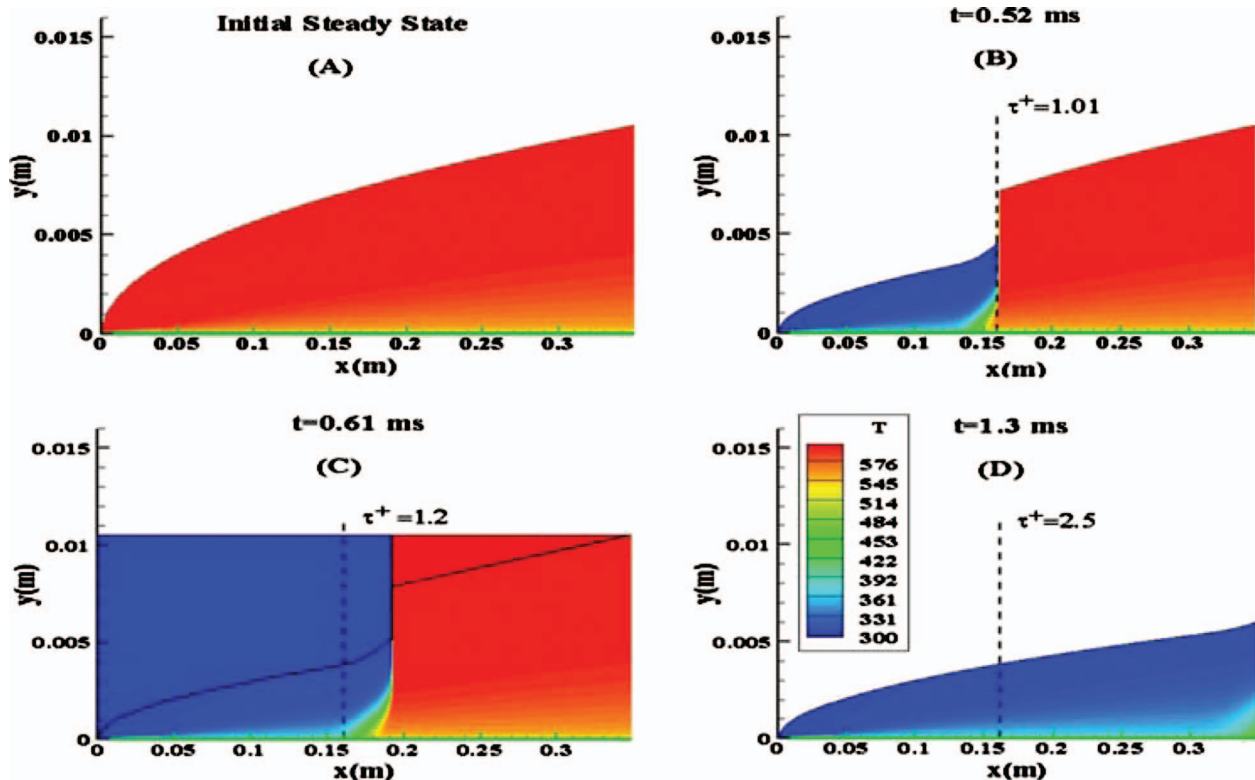 Initial Steady State
(A)
0.015
0.01
0.005
0
y(m)
0
0.05
0.1
0.15
0.2
0.25
0.3
x(m)
t=0.52 ms
(B)
τ⁺=1.01
0.015
0.01
0.005
0
y(m)
0
0.05
0.1
0.15
0.2
0.25
0.3
x(m)
t=0.61 ms
(C)
τ⁺=1.2
0.015
0.01
0.005
0
y(m)
0
0.05
0.1
0.15
0.2
0.25
0.3
x(m)
t=1.3 ms
(D)
τ⁺=2.5
T
576
545
514
484
453
422
392
361
331
300
0.015
0.01
0.005
0
y(m)
0
0.05
0.1
0.15
0.2
0.25
0.3
x(m)